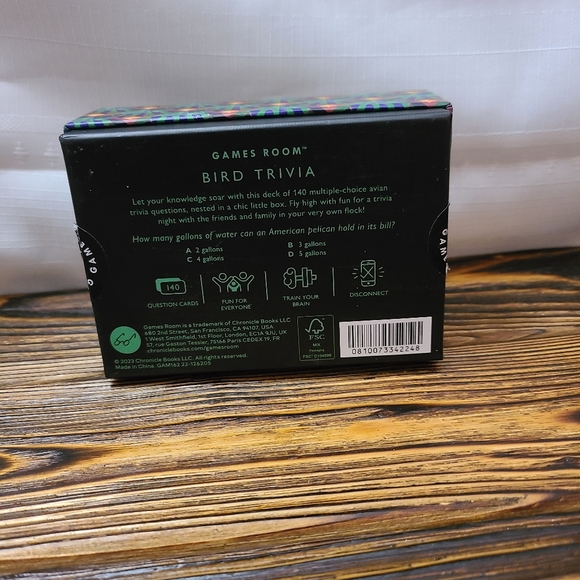 GAMES ROOM™
BIRD TRIVIA
Let your knowledge soar with this deck of 140 multiple-choice avian
trivia questions, nested in a chic little box. Fly high with fun for a trivia
night with the friends and family in your very own flock!
How many gallons of water can an American pelican hold in its bill?
A 2 gallons B 3 gallons
C 4 gallons D 5 gallons
140
QUESTION CARDS
FUN FOR
EVERYONE
TRAIN YOUR
BRAIN
DISCONNECT
Games Room is a trademark of Chronicle Books LLC.
680 2nd Street, San Francisco, CA 94107, USA
1 West Smithfield, 1st Floor, London, EC1A 9JU, UK
57, rue Gaston Tessier, 75166 Paris CEDEX 19, FR
chroniclebooks.com/gamesroom
© 2023 Chronicle Books LLC. All rights reserved.
Made in China. GAM162 22-126205
FSC
MIX
0810073342248